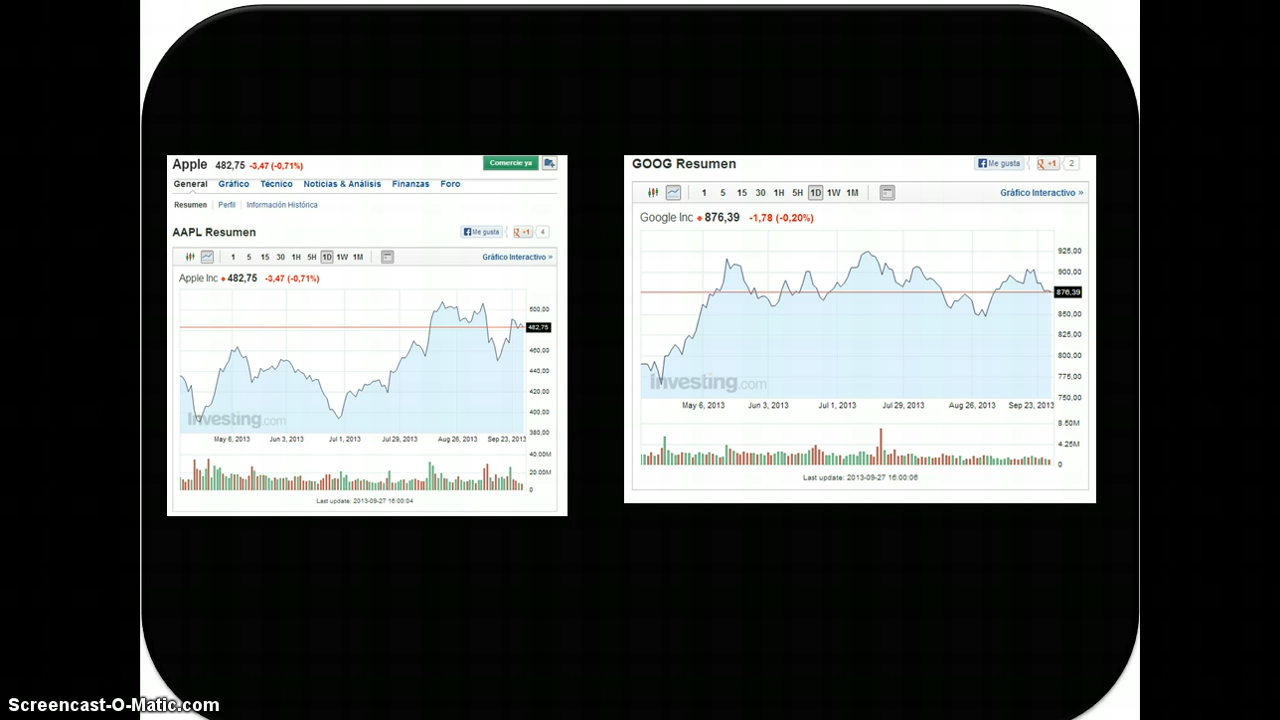 Apple 482,75 -3,47 (-0,71%) Comercie ya
General Gráfico Técnico Noticias & Análisis Finanzas Foro
Resumen Perfil Información Histórica
AAPL Resumen Me gusta +1 4
1 5 15 30 1H 5H 1D 1W 1M Gráfico Interactivo »
Apple Inc 482,75 -3,47 (-0,71%)
500,00
482,75
460,00
440,00
420,00
400,00
380,00
Investing.com
May 6, 2013 Jun 3, 2013 Jul 1, 2013 Jul 29, 2013 Aug 26, 2013 Sep 23, 2013
40.00M
20.00M
0
Last update: 2013-09-27 16:00:04
GOOG Resumen Me gusta +1 2
1 5 15 30 1H 5H 1D 1W 1M Gráfico Interactivo »
Google Inc 876,39 -1,78 (-0,20%)
925,00
900,00
876,39
850,00
825,00
800,00
775,00
750,00
Investing.com
May 6, 2013 Jun 3, 2013 Jul 1, 2013 Jul 29, 2013 Aug 26, 2013 Sep 23, 2013
8.50M
4.25M
0
Last update: 2013-09-27 16:00:06
Screencast-O-Matic.com